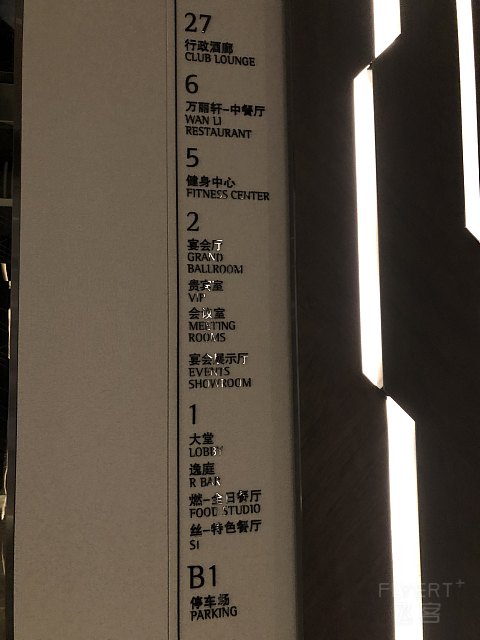 27
行政酒廊
CLUB LOUNGE
6
万丽轩-中餐厅
WAN LI
RESTAURANT
5
健身中心
FITNESS CENTER
2
宴会厅
GRAND
BALLROOM
贵宾室
VIP
会议室
MEETING
ROOMS
宴会展示厅
EVENTS
SHOWROOM
1
大堂
LOBBY
逸庭
R BAR
燃-全日餐厅
FOOD STUDIO
丝-特色餐厅
SI
B1
停车场
PARKING
FLYERT+
飞客